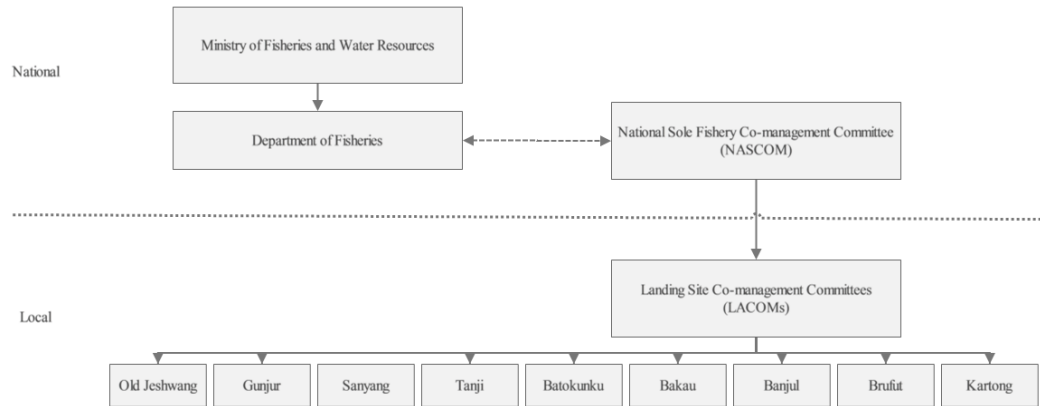 Ministry of Fisheries and Water Resources
National
Department of Fisheries
National Sole Fishery Co-management Committee
(NASCOM)
Landing Site Co-management Committees
(LACOMs)
Local
Old Jeshwang
Gunjur
Sanyang
Tanji
Batokunku
Bakau
Banjul
Brufut
Kartong